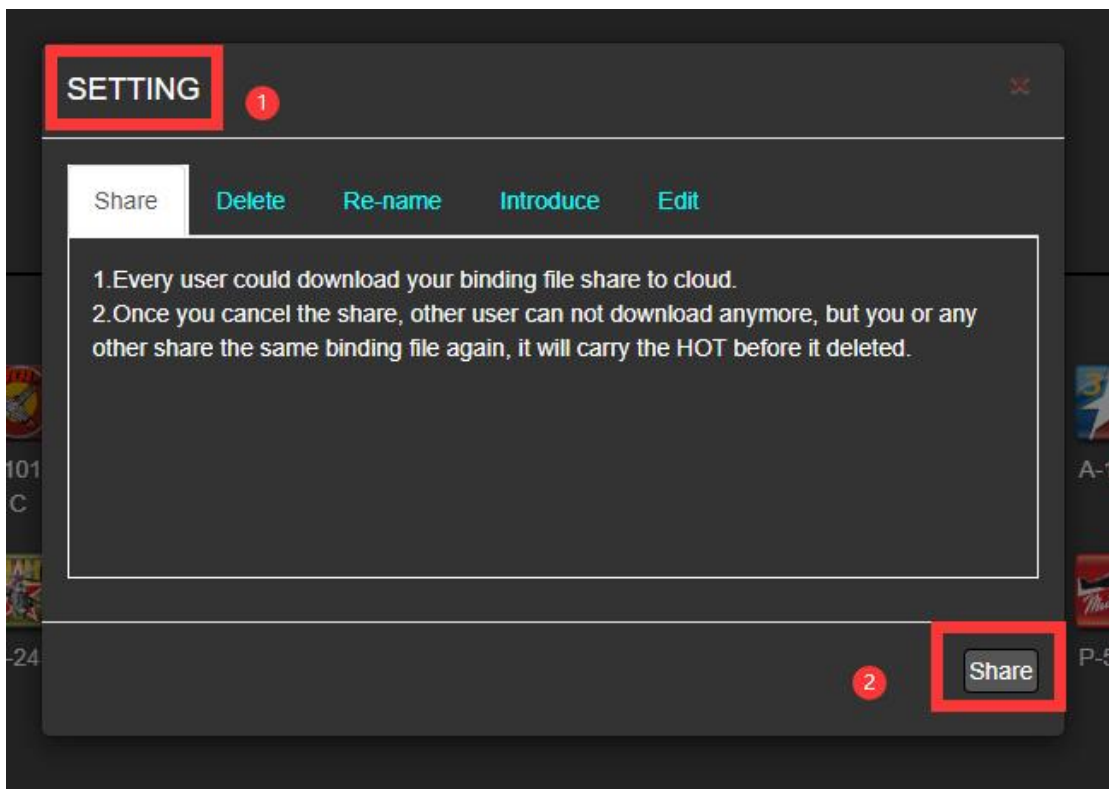 SETTING
1
Share Delete Re-name Introduce Edit
1.Every user could download your binding file share to cloud.
2.Once you cancel the share, other user can not download anymore, but you or any
other share the same binding file again, it will carry the HOT before it deleted.
101
C
A-1
-24
P-5
2
Share